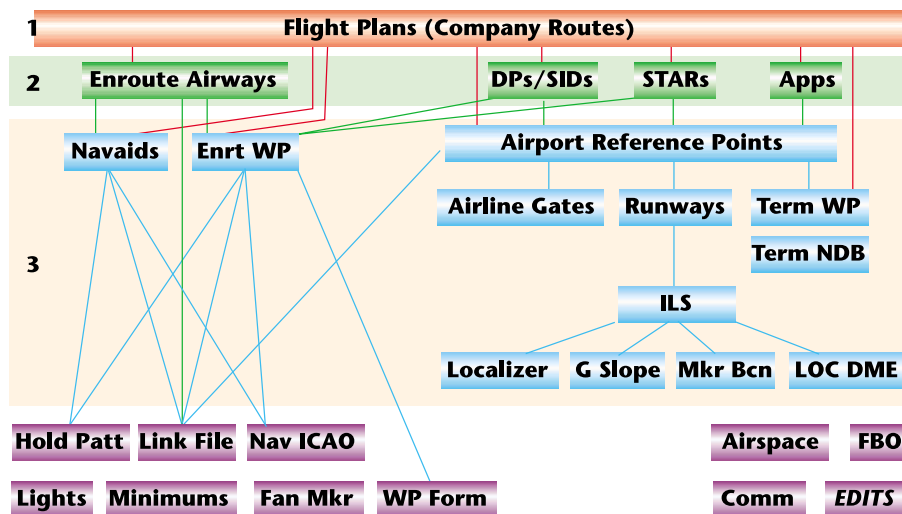 1
Flight Plans (Company Routes)
2
Enroute Airways
DPs/SIDs
STARs
Apps
3
Navaids
Enrt WP
Airport Reference Points
Airline Gates
Runways
Term WP
Term NDB
ILS
Localizer
G Slope
Mkr Bcn
LOC DME
Hold Patt
Link File
Nav ICAO
Airspace
FBO
Lights
Minimums
Fan Mkr
WP Form
Comm
EDITS